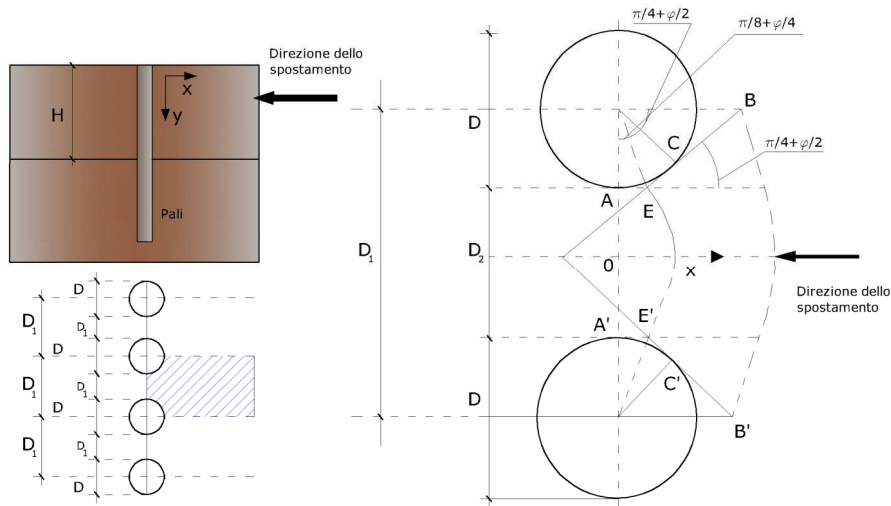 Direzione dello
spostamento
H
x
y
Pali
D
D1
D1
D
D1
D
D1
D1
D1
D
D
D1
D2
D
π/4+φ/2
π/8+φ/4
π/4+φ/2
B
C
A
E
0
x
A'
E'
C'
B'
Direzione dello
spostamento